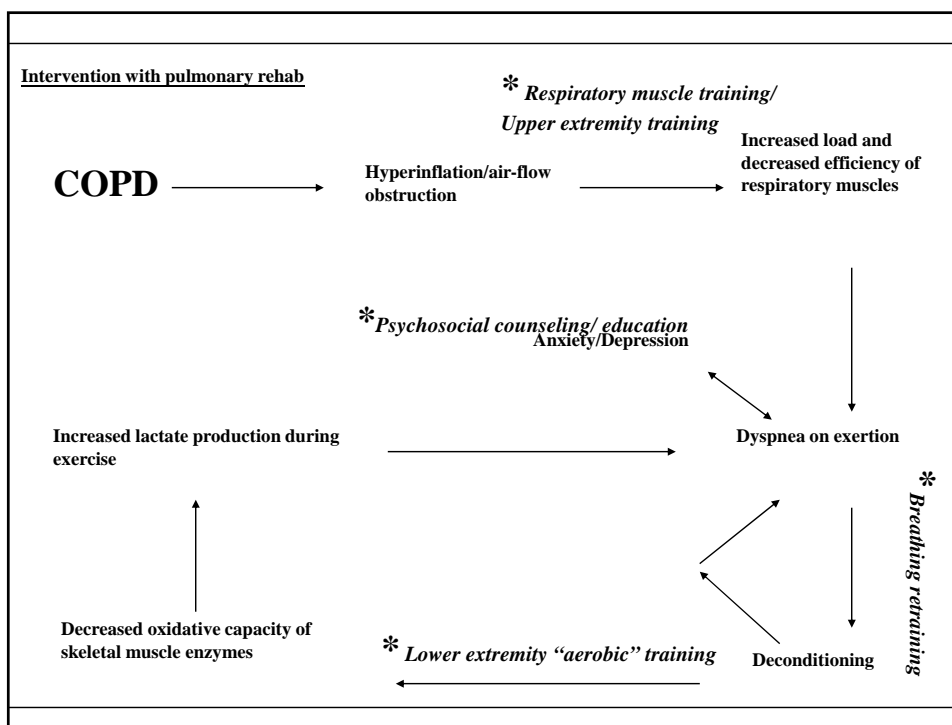 Intervention with pulmonary rehab
* Respiratory muscle training/
Upper extremity training
Increased load and
decreased efficiency of
respiratory muscles
COPD
Hyperinflation/air-flow
obstruction
*Psychosocial counseling/ education
Anxiety/Depression
Increased lactate production during
exercise
Dyspnea on exertion
* Breathing retraining
Decreased oxidative capacity of
skeletal muscle enzymes
* Lower extremity “aerobic” training
Deconditioning